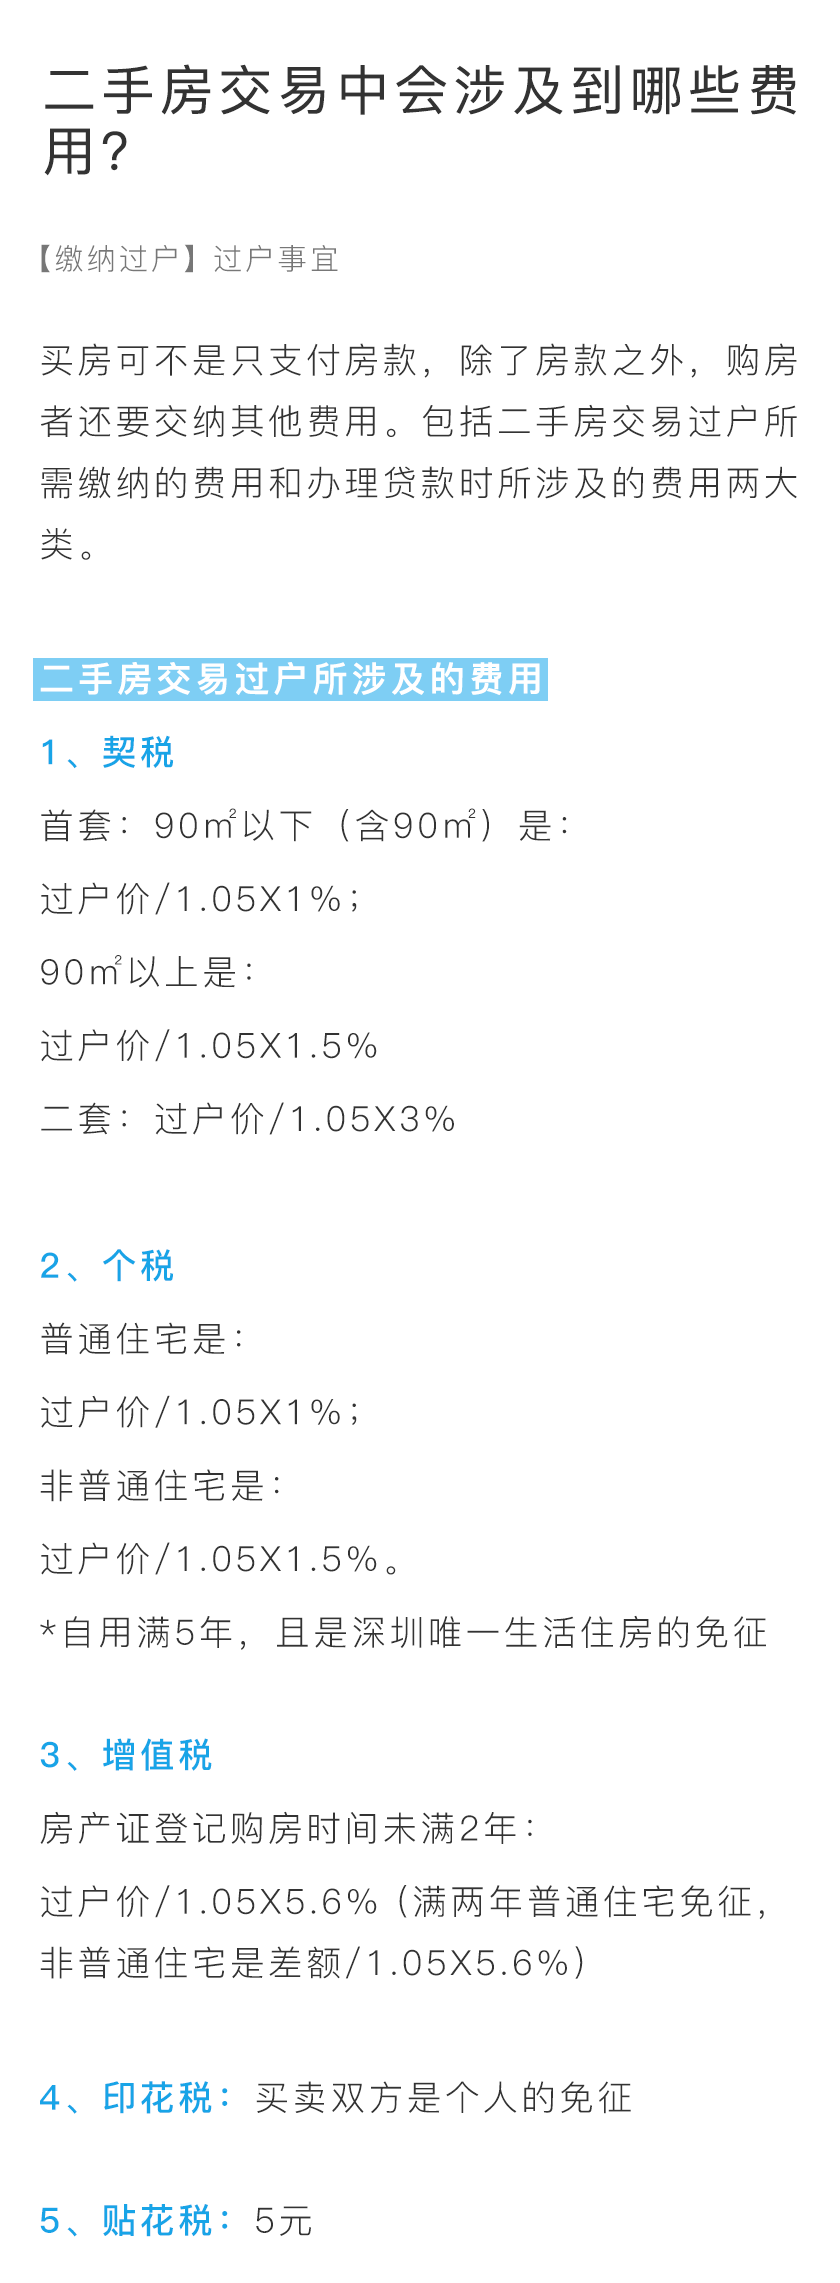 二手房交易中会涉及到哪些费
用?
【缴纳过户】过户事宜
买房可不是只支付房款，除了房款之外，购房
者还要交纳其他费用。包括二手房交易过户所
需缴纳的费用和办理贷款时所涉及的费用两大
类。
二手房交易过户所涉及的费用
1、契税
首套：90㎡以下（含90㎡）是：
过户价/1.05X1%；
90㎡以上是：
过户价/1.05X1.5%
二套：过户价/1.05X3%
2、个税
普通住宅是：
过户价/1.05X1%；
非普通住宅是：
过户价/1.05X1.5%。
*自用满5年，且是深圳唯一生活住房的免征
3、增值税
房产证登记购房时间未满2年：
过户价/1.05X5.6%（满两年普通住宅免征，
非普通住宅是差额/1.05X5.6%）
4、印花税：买卖双方是个人的免征
5、贴花税：5元